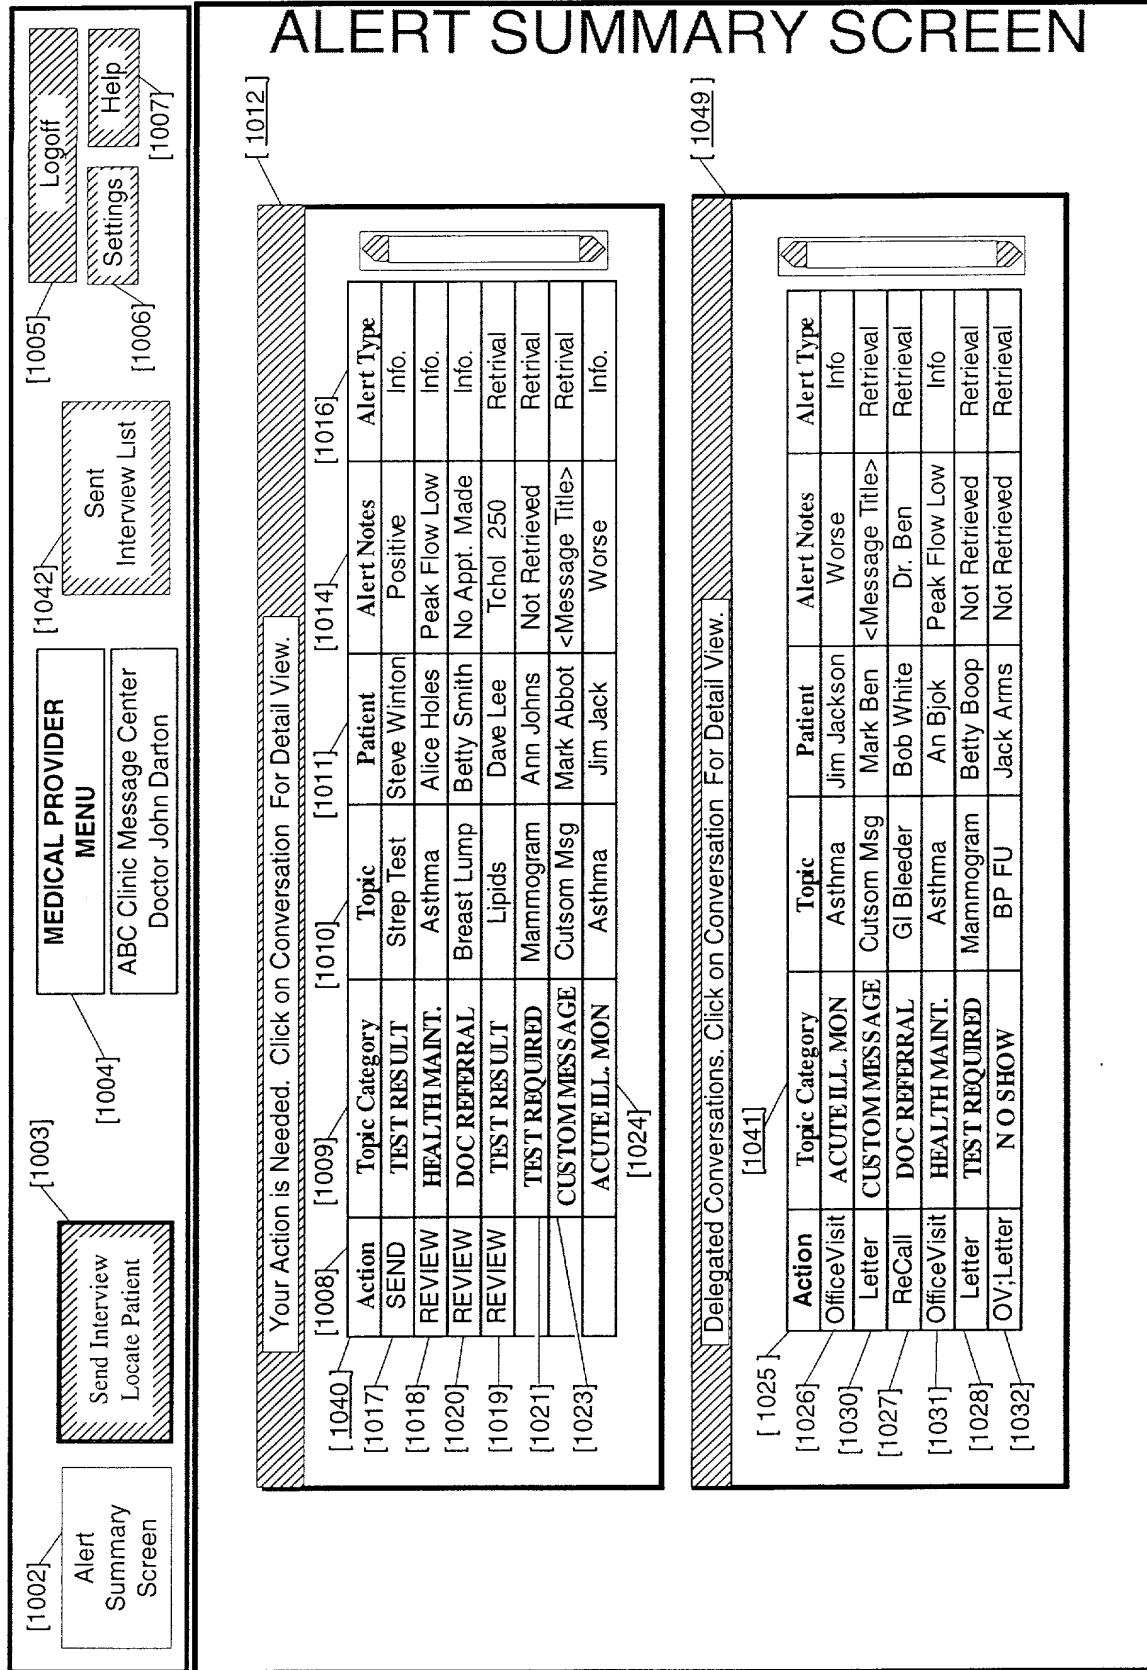 [1002]
Alert
Summary
Screen
[1003]
Send Interview
Locate Patient
[1004]
MEDICAL PROVIDER
MENU
ABC Clinic Message Center
Doctor John Darton
[1042]
Sent
Interview List
[1005]
Logoff
[1006]
Settings
Help
[1007]
ALERT SUMMARY SCREEN
[1012]
Your Action is Needed. Click on Conversation For Detail View.
[1040] [1008] [1009] [1010] [1011] [1014] [1016]
Action Topic Category Topic Patient Alert Notes Alert Type
[1017] SEND TEST RESULT Strep Test Steve Winton Positive Info.
[1018] REVIEW HEALTH MAINT. Asthma Alice Holes Peak Flow Low Info.
[1020] REVIEW DOC REFERRAL Breast Lump Betty Smith No Appt. Made Info.
[1019] REVIEW TEST RESULT Lipids Dave Lee Tchol 250 Retrival
[1021] TEST REQUIRED Mammogram Ann Johns Not Retrieved Retrival
[1023] CUSTOM MESSAGE Cutsom Msg Mark Abbot <Message Title> Retrival
ACUTE ILL. MON Asthma Jim Jack Worse Info.
[1024]
[1049]
Delegated Conversations. Click on Conversation For Detail View.
[1025] [1041]
Action Topic Category Topic Patient Alert Notes Alert Type
[1026] OfficeVisit ACUTE ILL. MON Asthma Jim Jackson Worse Info
[1030] Letter CUSTOM MESSAGE Cutsom Msg Mark Ben <Message Title> Retrieval
[1027] ReCall DOC REFERRAL GI Bleeder Bob White Dr. Ben Retrieval
[1031] OfficeVisit HEALTH MAINT. Asthma An Bjok Peak Flow Low Info
[1028] Letter TEST REQUIRED Mammogram Betty Boop Not Retrieved Retrieval
[1032] OV;Letter NO SHOW BP FU Jack Arms Not Retrieved Retrieval